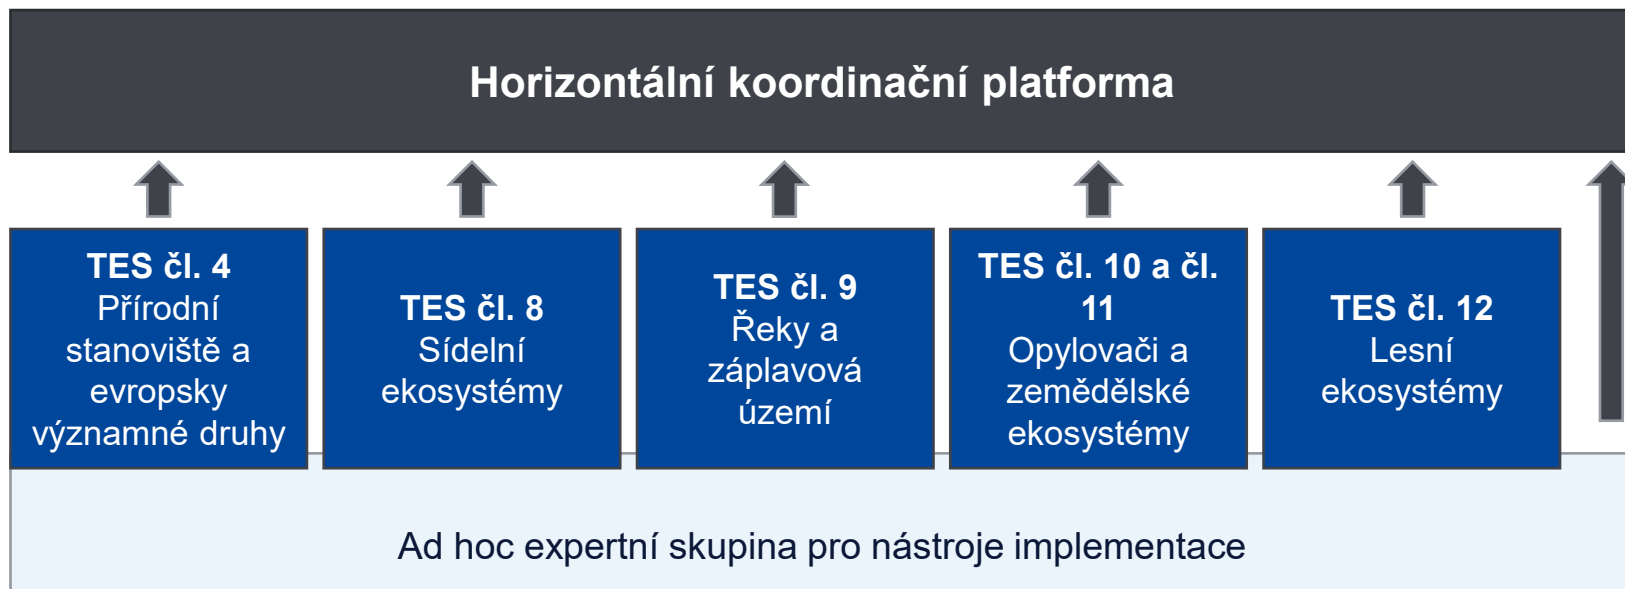 Horizontální koordinační platforma
TES čl. 4
Přírodní
stanoviště a
evropsky
významné druhy
TES čl. 8
Sídelní
ekosystémy
TES čl. 9
Řeky a
záplavová
území
TES čl. 10 a čl.
11
Opylovači a
zemědělské
ekosystémy
TES čl. 12
Lesní
ekosystémy
Ad hoc expertní skupina pro nástroje implementace